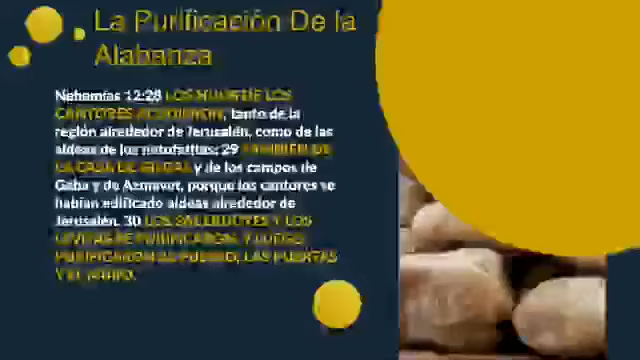 La Purificación De la
Alabanza
Nehemías 12:28 LOS HIJOS DE LOS
CANTORES ACUDIERON, tanto de la
región alrededor de Jerusalén, como de las
aldeas de los netofatitas; 29 TAMBIÉN DE
LA CASA DE GILGAL y de los campos de
Gaba y de Azmavet, porque los cantores se
habían edificado aldeas alrededor de
Jerusalén. 30 LOS SACERDOTES Y LOS
LEVITAS SE PURIFICARON, Y LUEGO
PURIFICARON AL PUEBLO, LAS PUERTAS
Y EL MURO.